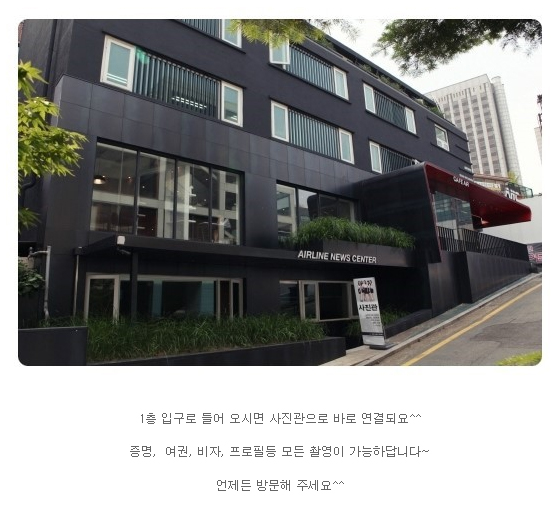 AIRLINE NEWS CENTER
사진관
1층 입구로 들어 오시면 사진관으로 바로 연결되요^^
증명, 여권, 비자, 프로필등 모든 촬영이 가능하답니다~
언제든 방문해 주세요^^